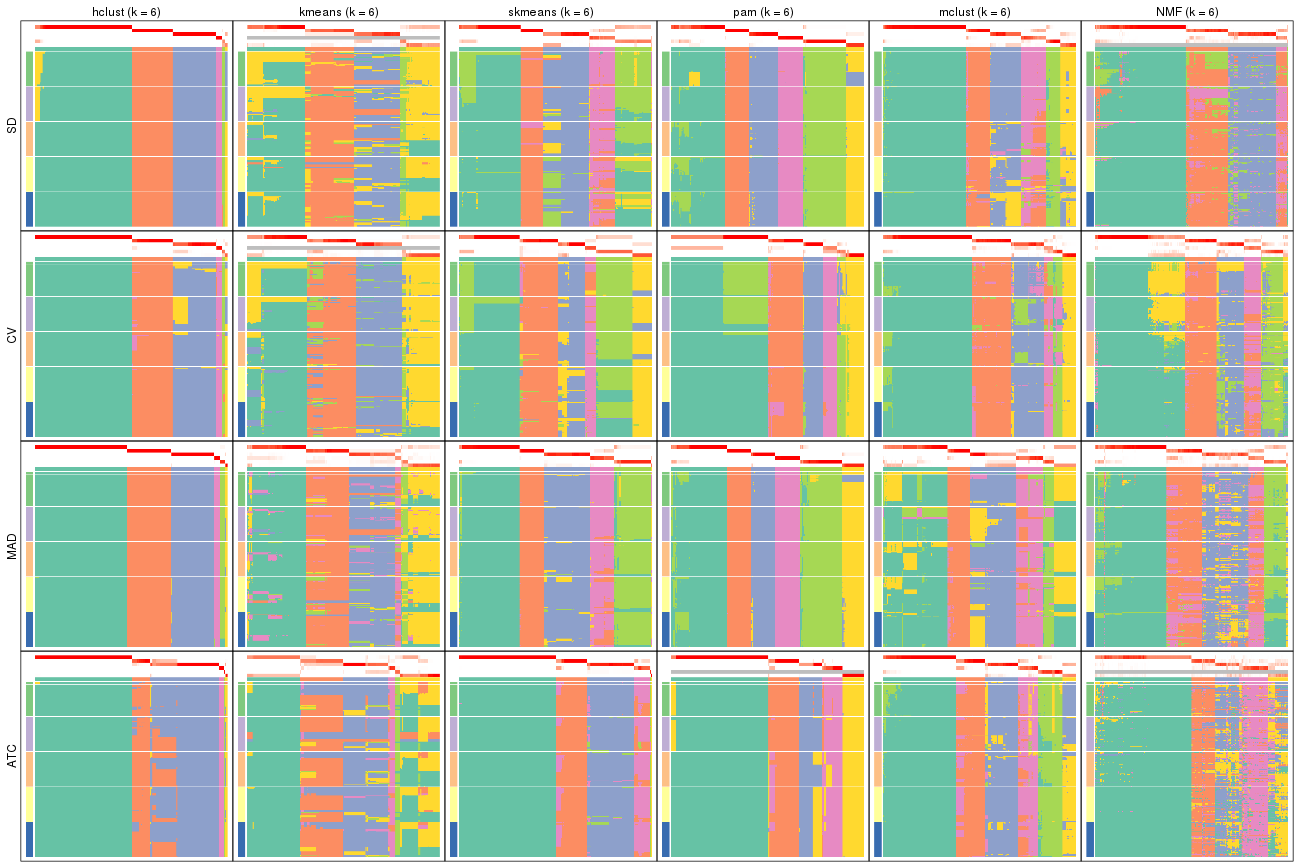 hclust (k = 6) kmeans (k = 6) skmeans (k = 6) pam (k = 6) mclust (k = 6) NMF (k = 6)
SD
CV
MAD
ATC